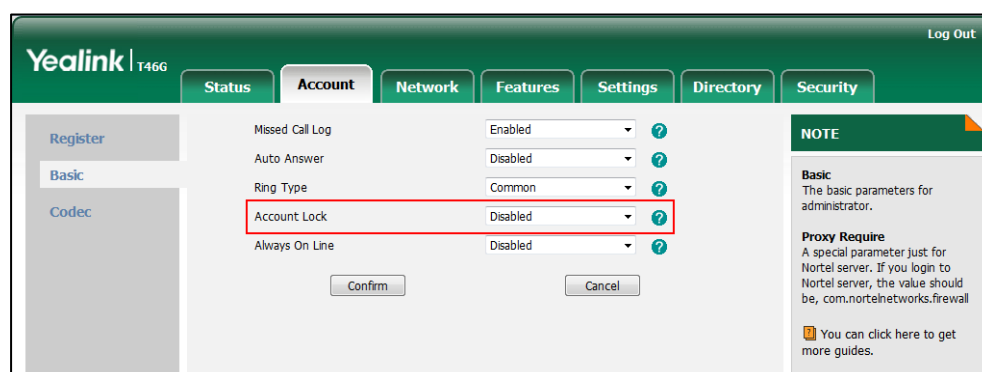 Log Out
Yealink | T46G
Status Account Network Features Settings Directory Security
Register
Basic
Codec
Missed Call Log Enabled
Auto Answer Disabled
Ring Type Common
Account Lock Disabled
Always On Line Disabled
Confirm Cancel
NOTE
Basic
The basic parameters for
administrator.
Proxy Require
A special parameter just for
Nortel server. If you login to
Nortel server, the value should
be, com.nortelnetworks.firewall
You can click here to get
more guides.